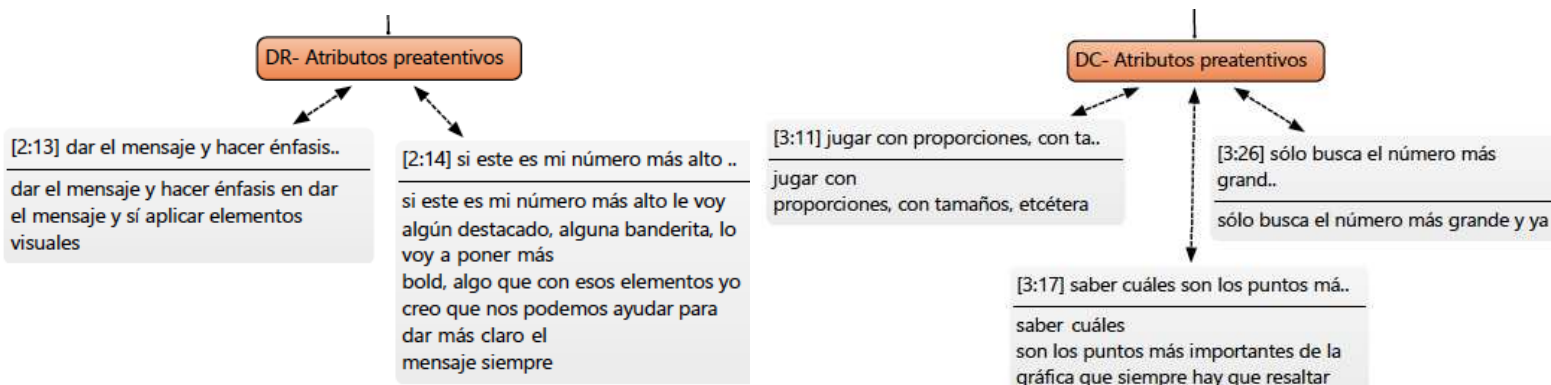 DR- Atributos preatentivos
[2:13] dar el mensaje y hacer énfasis..
dar el mensaje y hacer énfasis en dar
el mensaje y sí aplicar elementos
visuales
[2:14] si este es mi número más alto ..
si este es mi número más alto le voy
algún destacado, alguna banderita, lo
voy a poner más
bold, algo que con esos elementos yo
creo que nos podemos ayudar para
dar más claro el
mensaje siempre
DC- Atributos preatentivos
[3:11] jugar con proporciones, con ta..
jugar con
proporciones, con tamaños, etcétera
[3:26] sólo busca el número más
grand..
sólo busca el número más grande y ya
[3:17] saber cuáles son los puntos má..
saber cuáles
son los puntos más importantes de la
gráfica que siempre hay que resaltar